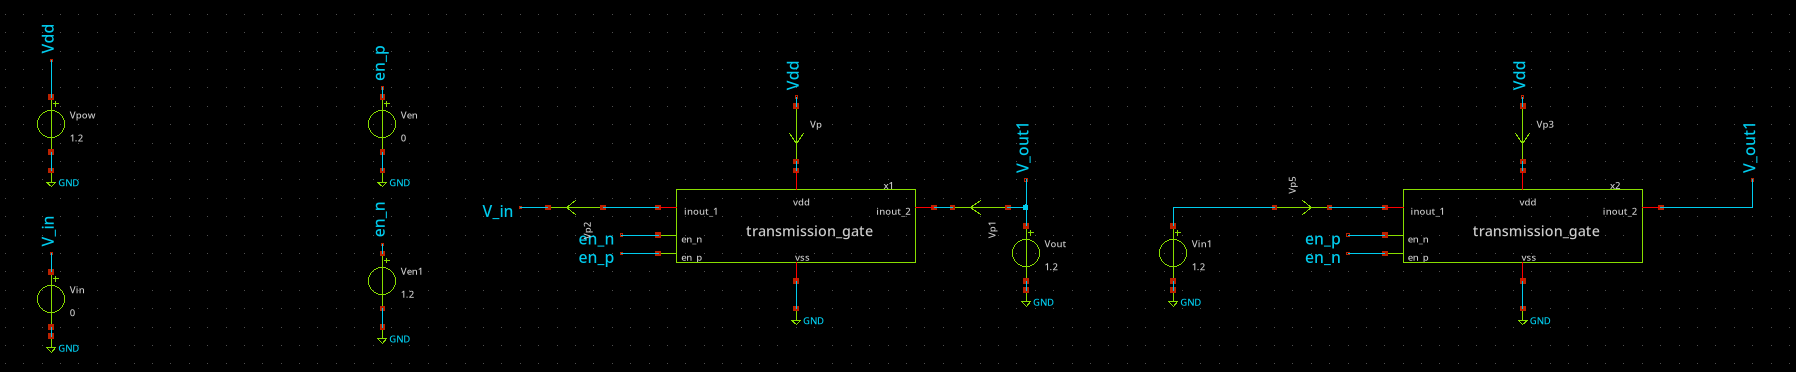 Vdd
Vpow
1.2
GND
V_in
Vin
0
GND
en_p
Ven
0
GND
en_n
Ven1
1.2
GND
Vdd
Vp
x1
vdd
inout_1
inout_2
transmission_gate
en_n
en_p
vss
GND
V_in
Vp2
en_n
en_p
V_out1
Vp1
Vout
1.2
GND
Vin1
1.2
GND
Vp5
en_p
en_n
Vdd
Vp3
x2
vdd
inout_1
inout_2
transmission_gate
en_n
en_p
vss
GND
V_out1